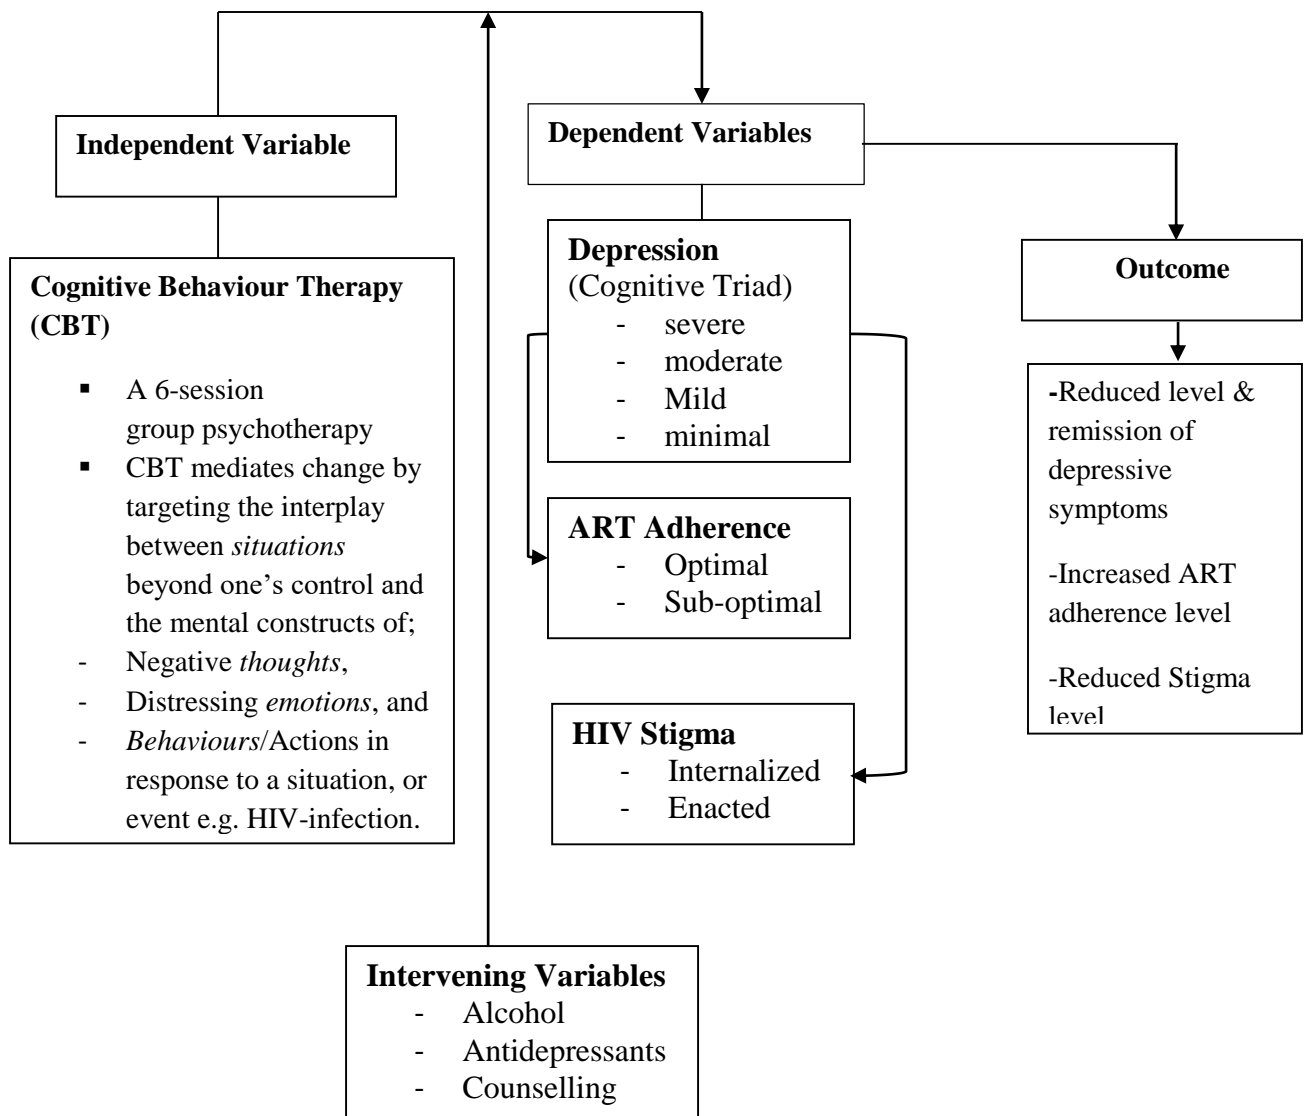 Independent Variable
Cognitive Behaviour Therapy
(CBT)
▪ A 6-session
group psychotherapy
▪ CBT mediates change by
targeting the interplay
between situations
beyond one’s control and
the mental constructs of;
- Negative thoughts,
- Distressing emotions, and
- Behaviours/Actions in
response to a situation, or
event e.g. HIV-infection.
Dependent Variables
Depression
(Cognitive Triad)
- severe
- moderate
- Mild
- minimal
ART Adherence
- Optimal
- Sub-optimal
HIV Stigma
- Internalized
- Enacted
Outcome
-Reduced level &
remission of
depressive
symptoms
-Increased ART
adherence level
-Reduced Stigma
level
Intervening Variables
- Alcohol
- Antidepressants
- Counselling